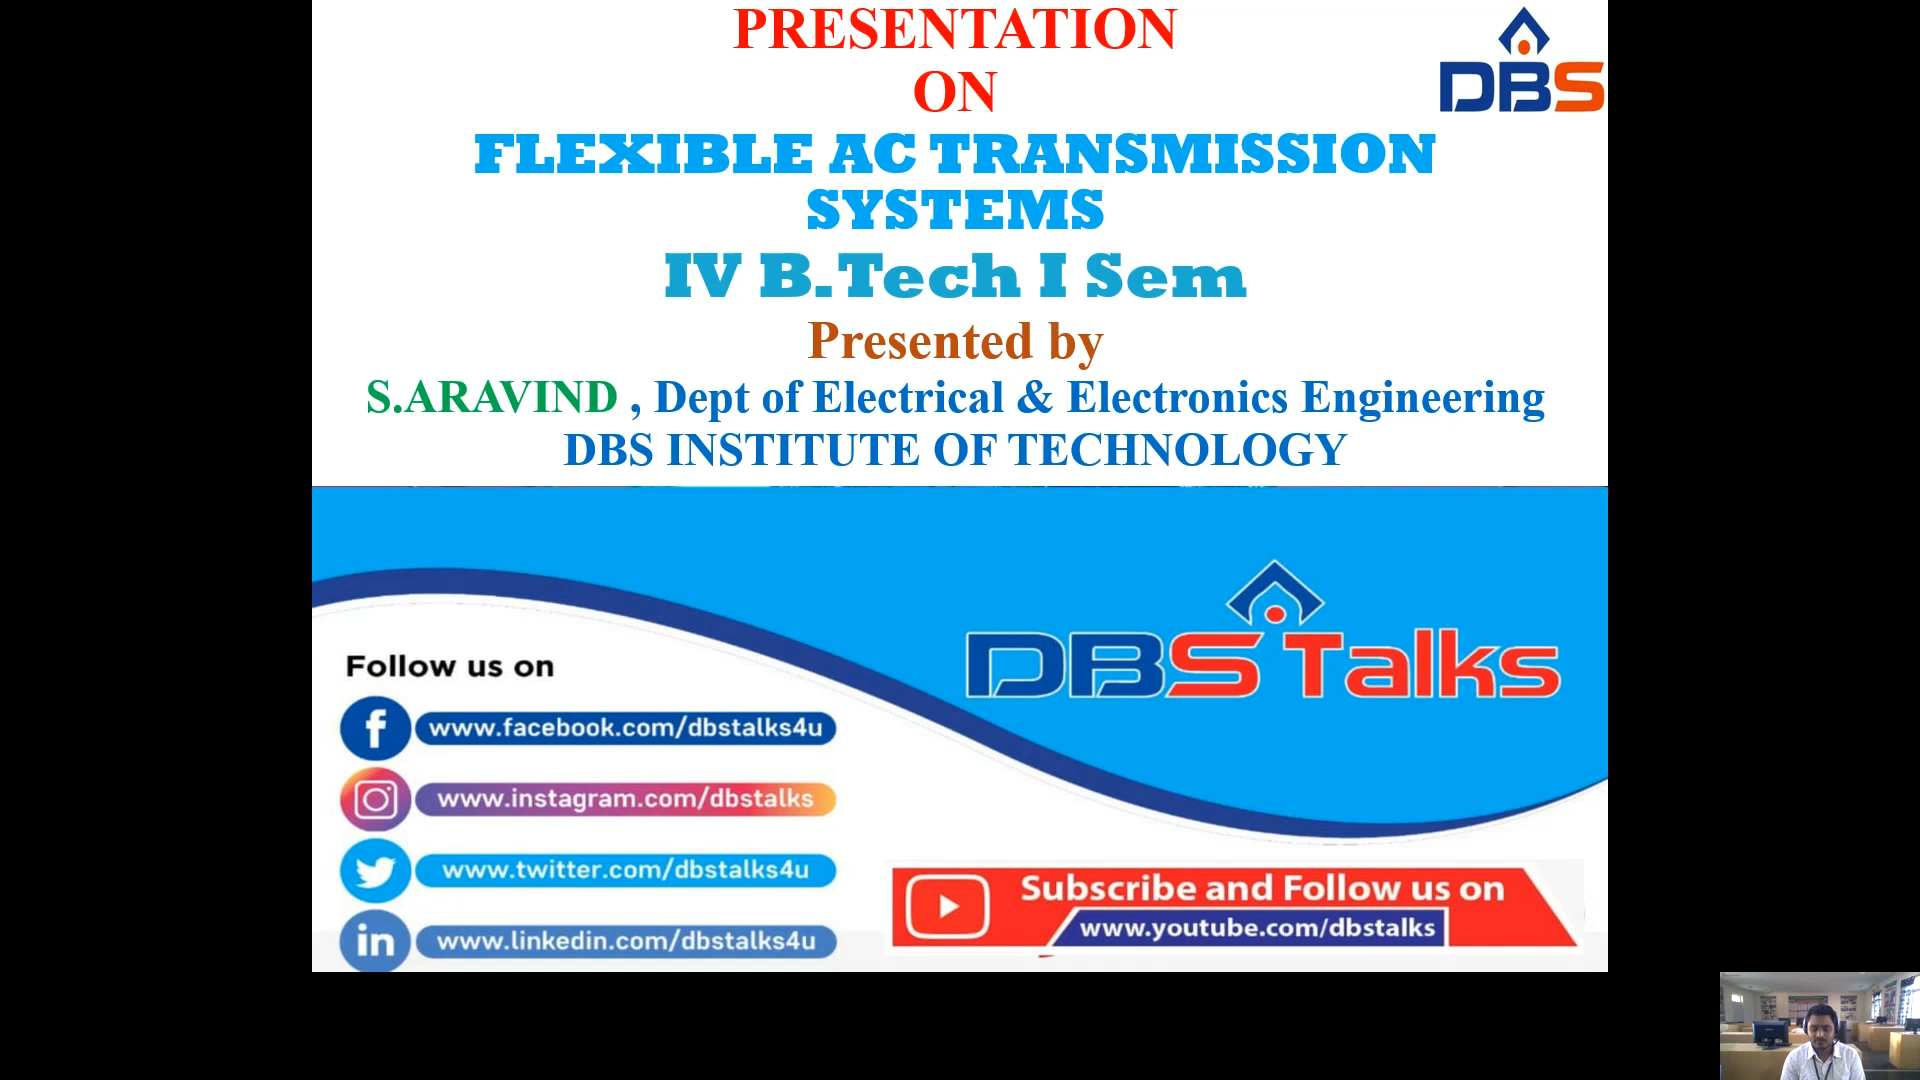 PRESENTATION
ON
DBS
FLEXIBLE AC TRANSMISSION
SYSTEMS
IV B.Tech I Sem
Presented by
S.ARAVIND , Dept of Electrical & Electronics Engineering
DBS INSTITUTE OF TECHNOLOGY
DBS Talks
Follow us on
www.facebook.com/dbstalks4u
www.instagram.com/dbstalks
www.twitter.com/dbstalks4u
in www.linkedin.com/dbstalks4u
Subscribe and Follow us on
www.youtube.com/dbstalks